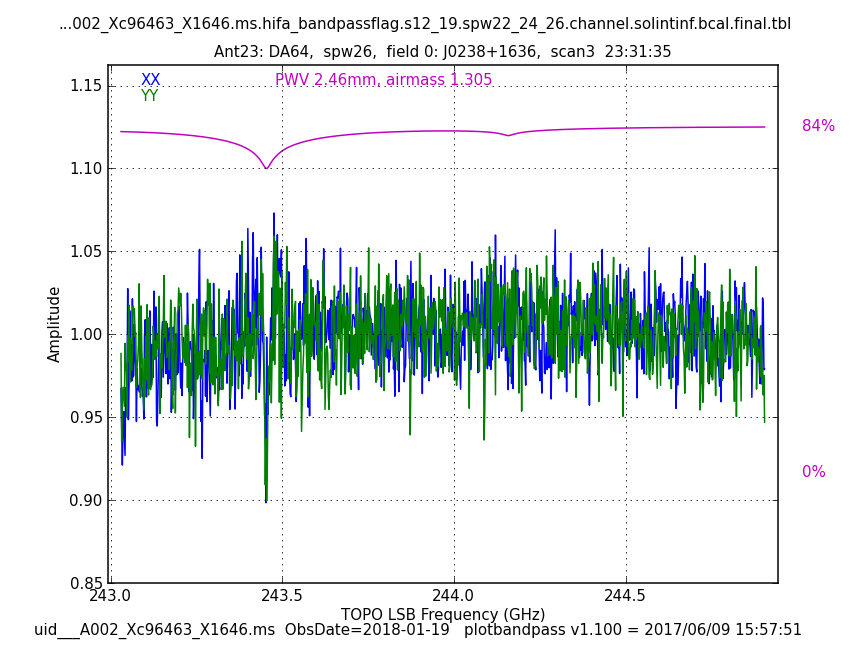 ...002_Xc96463_X1646.ms.hifa_bandpassflag.s12_19.spw22_24_26.channel.solintinf.bcal.final.tbl
Ant23: DA64, spw26, field 0: J0238+1636, scan3 23:31:35
XX
PWV 2.46mm, airmass 1.305
YY
84%
0%
1.15
1.10
1.05
1.00
0.95
0.90
0.85
Amplitude
243.0
243.5
244.0
244.5
TOPO LSB Frequency (GHz)
uid___A002_Xc96463_X1646.ms ObsDate=2018-01-19 plotbandpass v1.100 = 2017/06/09 15:57:51